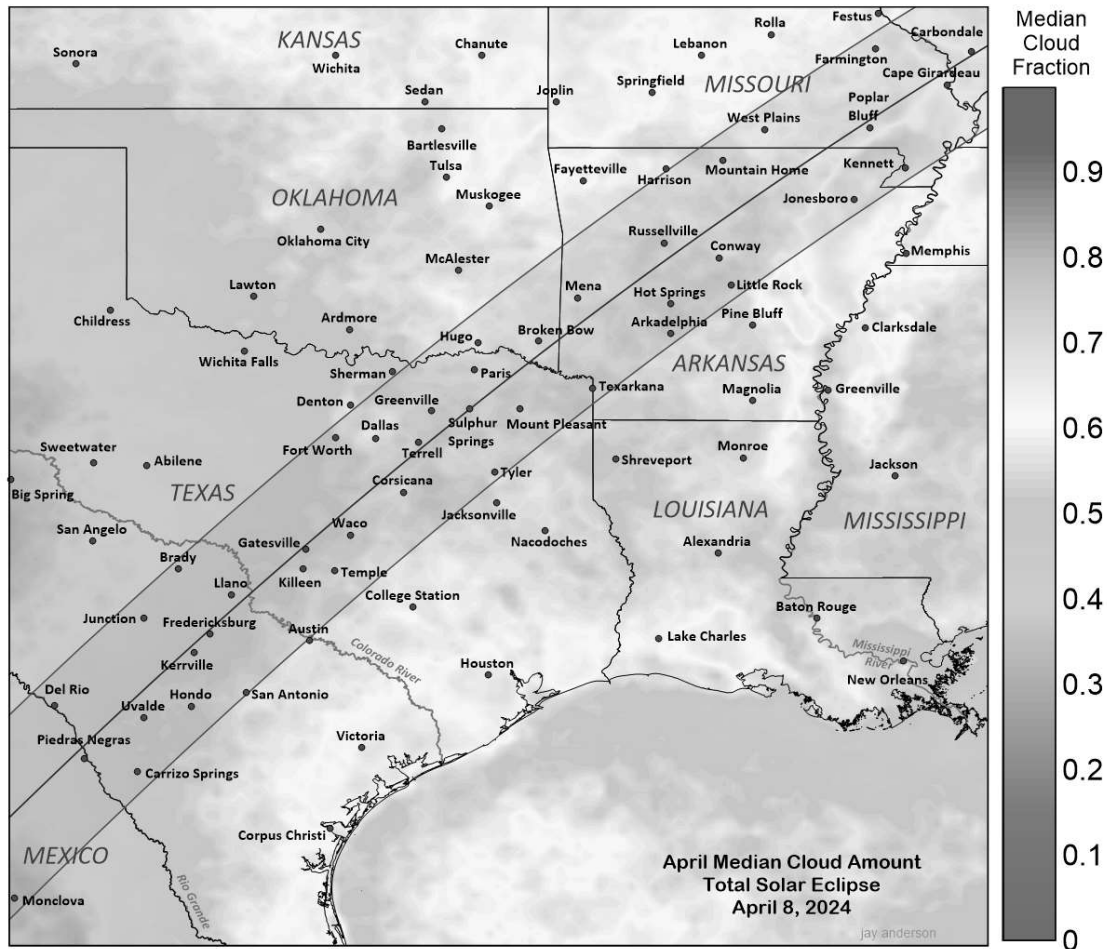 Median
Cloud
Fraction
0.9
0.8
0.7
0.6
0.5
0.4
0.3
0.2
0.1
0
KANSAS
Sonora
Wichita
Chanute
Sedan
Joplin
Lebanon
Rolla
Festus
Carbondale
Springfield
MISSOURI
Farmington
Cape Girardeau
Poplar
Bluff
West Plains
Bartlesville
Tulsa
Muskogee
OKLAHOMA
Oklahoma City
McAlester
Lawton
Ardmore
Childress
Wichita Falls
Hugo
Broken Bow
Fayetteville
Harrison
Mountain Home
Kennett
Jonesboro
Russellville
Conway
Memphis
Mena
Hot Springs
Little Rock
Arkadelphia
Pine Bluff
Clarksdale
ARKANSAS
Magnolia
Greenville
Texarkana
Sherman
Paris
Denton
Greenville
Dallas
Sulphur
Springs
Mount Pleasant
Fort Worth
Terrell
Sweetwater
Abilene
Big Spring
TEXAS
Corsicana
Tyler
Jacksonville
Nacodoches
Shreveport
Monroe
Jackson
LOUISIANA
MISSISSIPPI
Alexandria
San Angelo
Brady
Gatesville
Waco
Killeen
Temple
Llano
College Station
Junction
Fredericksburg
Austin
Kerrville
Colorado River
Baton Rouge
Lake Charles
Mississippi
River
New Orleans
Houston
Del Rio
Hondo
San Antonio
Uvalde
Piedras Negras
Victoria
Carrizo Springs
Corpus Christi
MEXICO
Monclova
Rio Grande
April Median Cloud Amount
Total Solar Eclipse
April 8, 2024
jay anderson